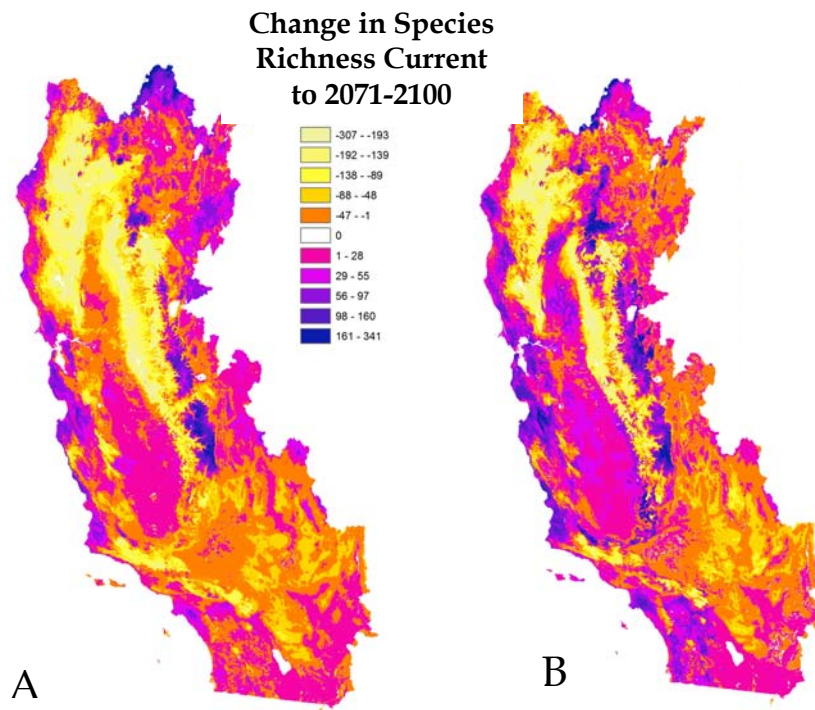 Change in Species
Richness Current
to 2071-2100
-307 - -193
-192 - -139
-138 - -89
-88 - -48
-47 - -1
0
1 - 28
29 - 55
56 - 97
98 - 160
161 - 341
A
B